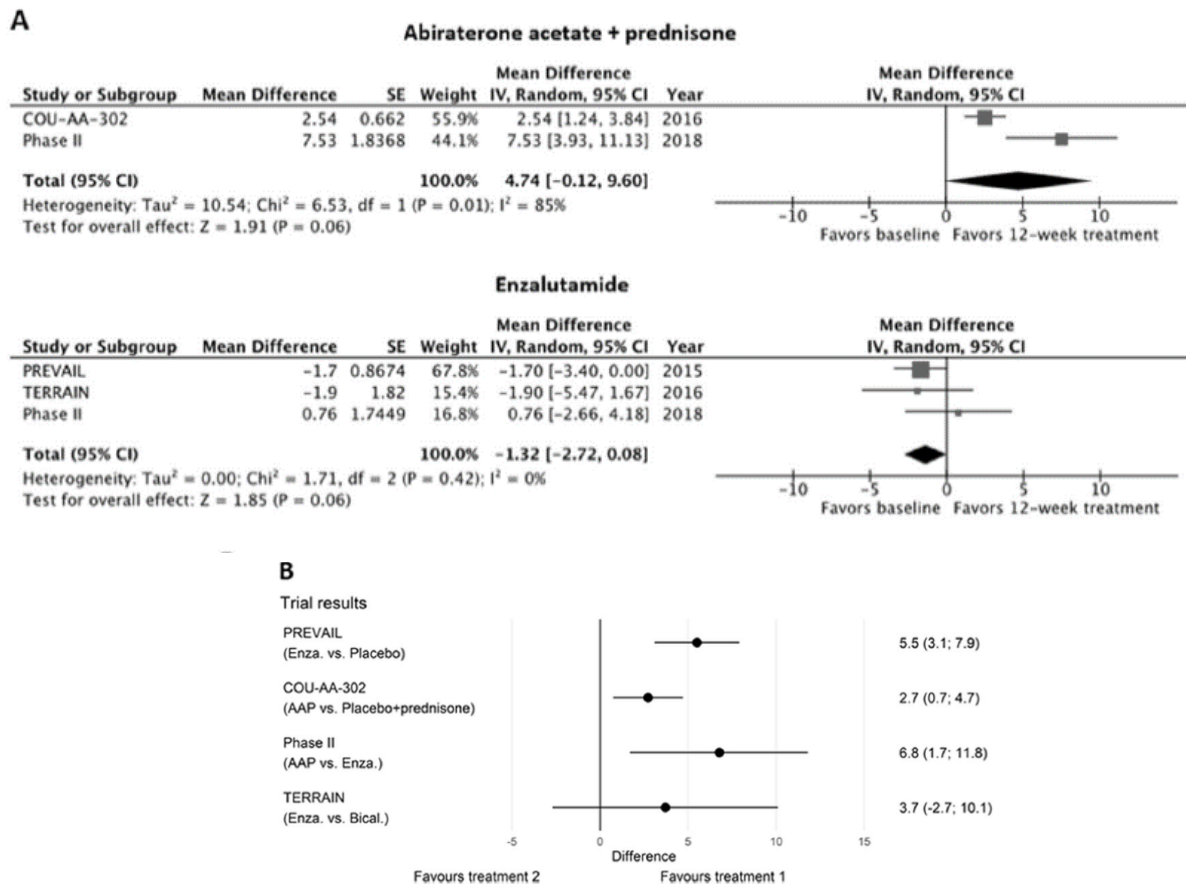 A
Abiraterone acetate + prednisone
Mean Difference Mean Difference
Study or Subgroup Mean Difference SE Weight IV, Random, 95% CI Year IV, Random, 95% CI
COU-AA-302 2.54 0.662 55.9% 2.54 [1.24, 3.84] 2016
Phase II 7.53 1.8368 44.1% 7.53 [3.93, 11.13] 2018
Total (95% CI) 100.0% 4.74 [-0.12, 9.60]
Heterogeneity: Tau² = 10.54; Chi² = 6.53, df = 1 (P = 0.01); I² = 85%
Test for overall effect: Z = 1.91 (P = 0.06)
-10 -5 0 5 10
Favors baseline Favors 12-week treatment
Enzalutamide
Mean Difference Mean Difference
Study or Subgroup Mean Difference SE Weight IV, Random, 95% CI Year IV, Random, 95% CI
PREVAIL -1.7 0.8674 67.8% -1.70 [-3.40, 0.00] 2015
TERRAIN -1.9 1.82 15.4% -1.90 [-5.47, 1.67] 2016
Phase II 0.76 1.7449 16.8% 0.76 [-2.66, 4.18] 2018
Total (95% CI) 100.0% -1.32 [-2.72, 0.08]
Heterogeneity: Tau² = 0.00; Chi² = 1.71, df = 2 (P = 0.42); I² = 0%
Test for overall effect: Z = 1.85 (P = 0.06)
-10 -5 0 5 10
Favors baseline Favors 12-week treatment
B
Trial results
PREVAIL
(Enza. vs. Placebo) 5.5 (3.1; 7.9)
COU-AA-302
(AAP vs. Placebo+prednisone) 2.7 (0.7; 4.7)
Phase II
(AAP vs. Enza.) 6.8 (1.7; 11.8)
TERRAIN
(Enza. vs. Bical.) 3.7 (-2.7; 10.1)
-5 0 5 10 15
Difference
Favours treatment 2 Favours treatment 1